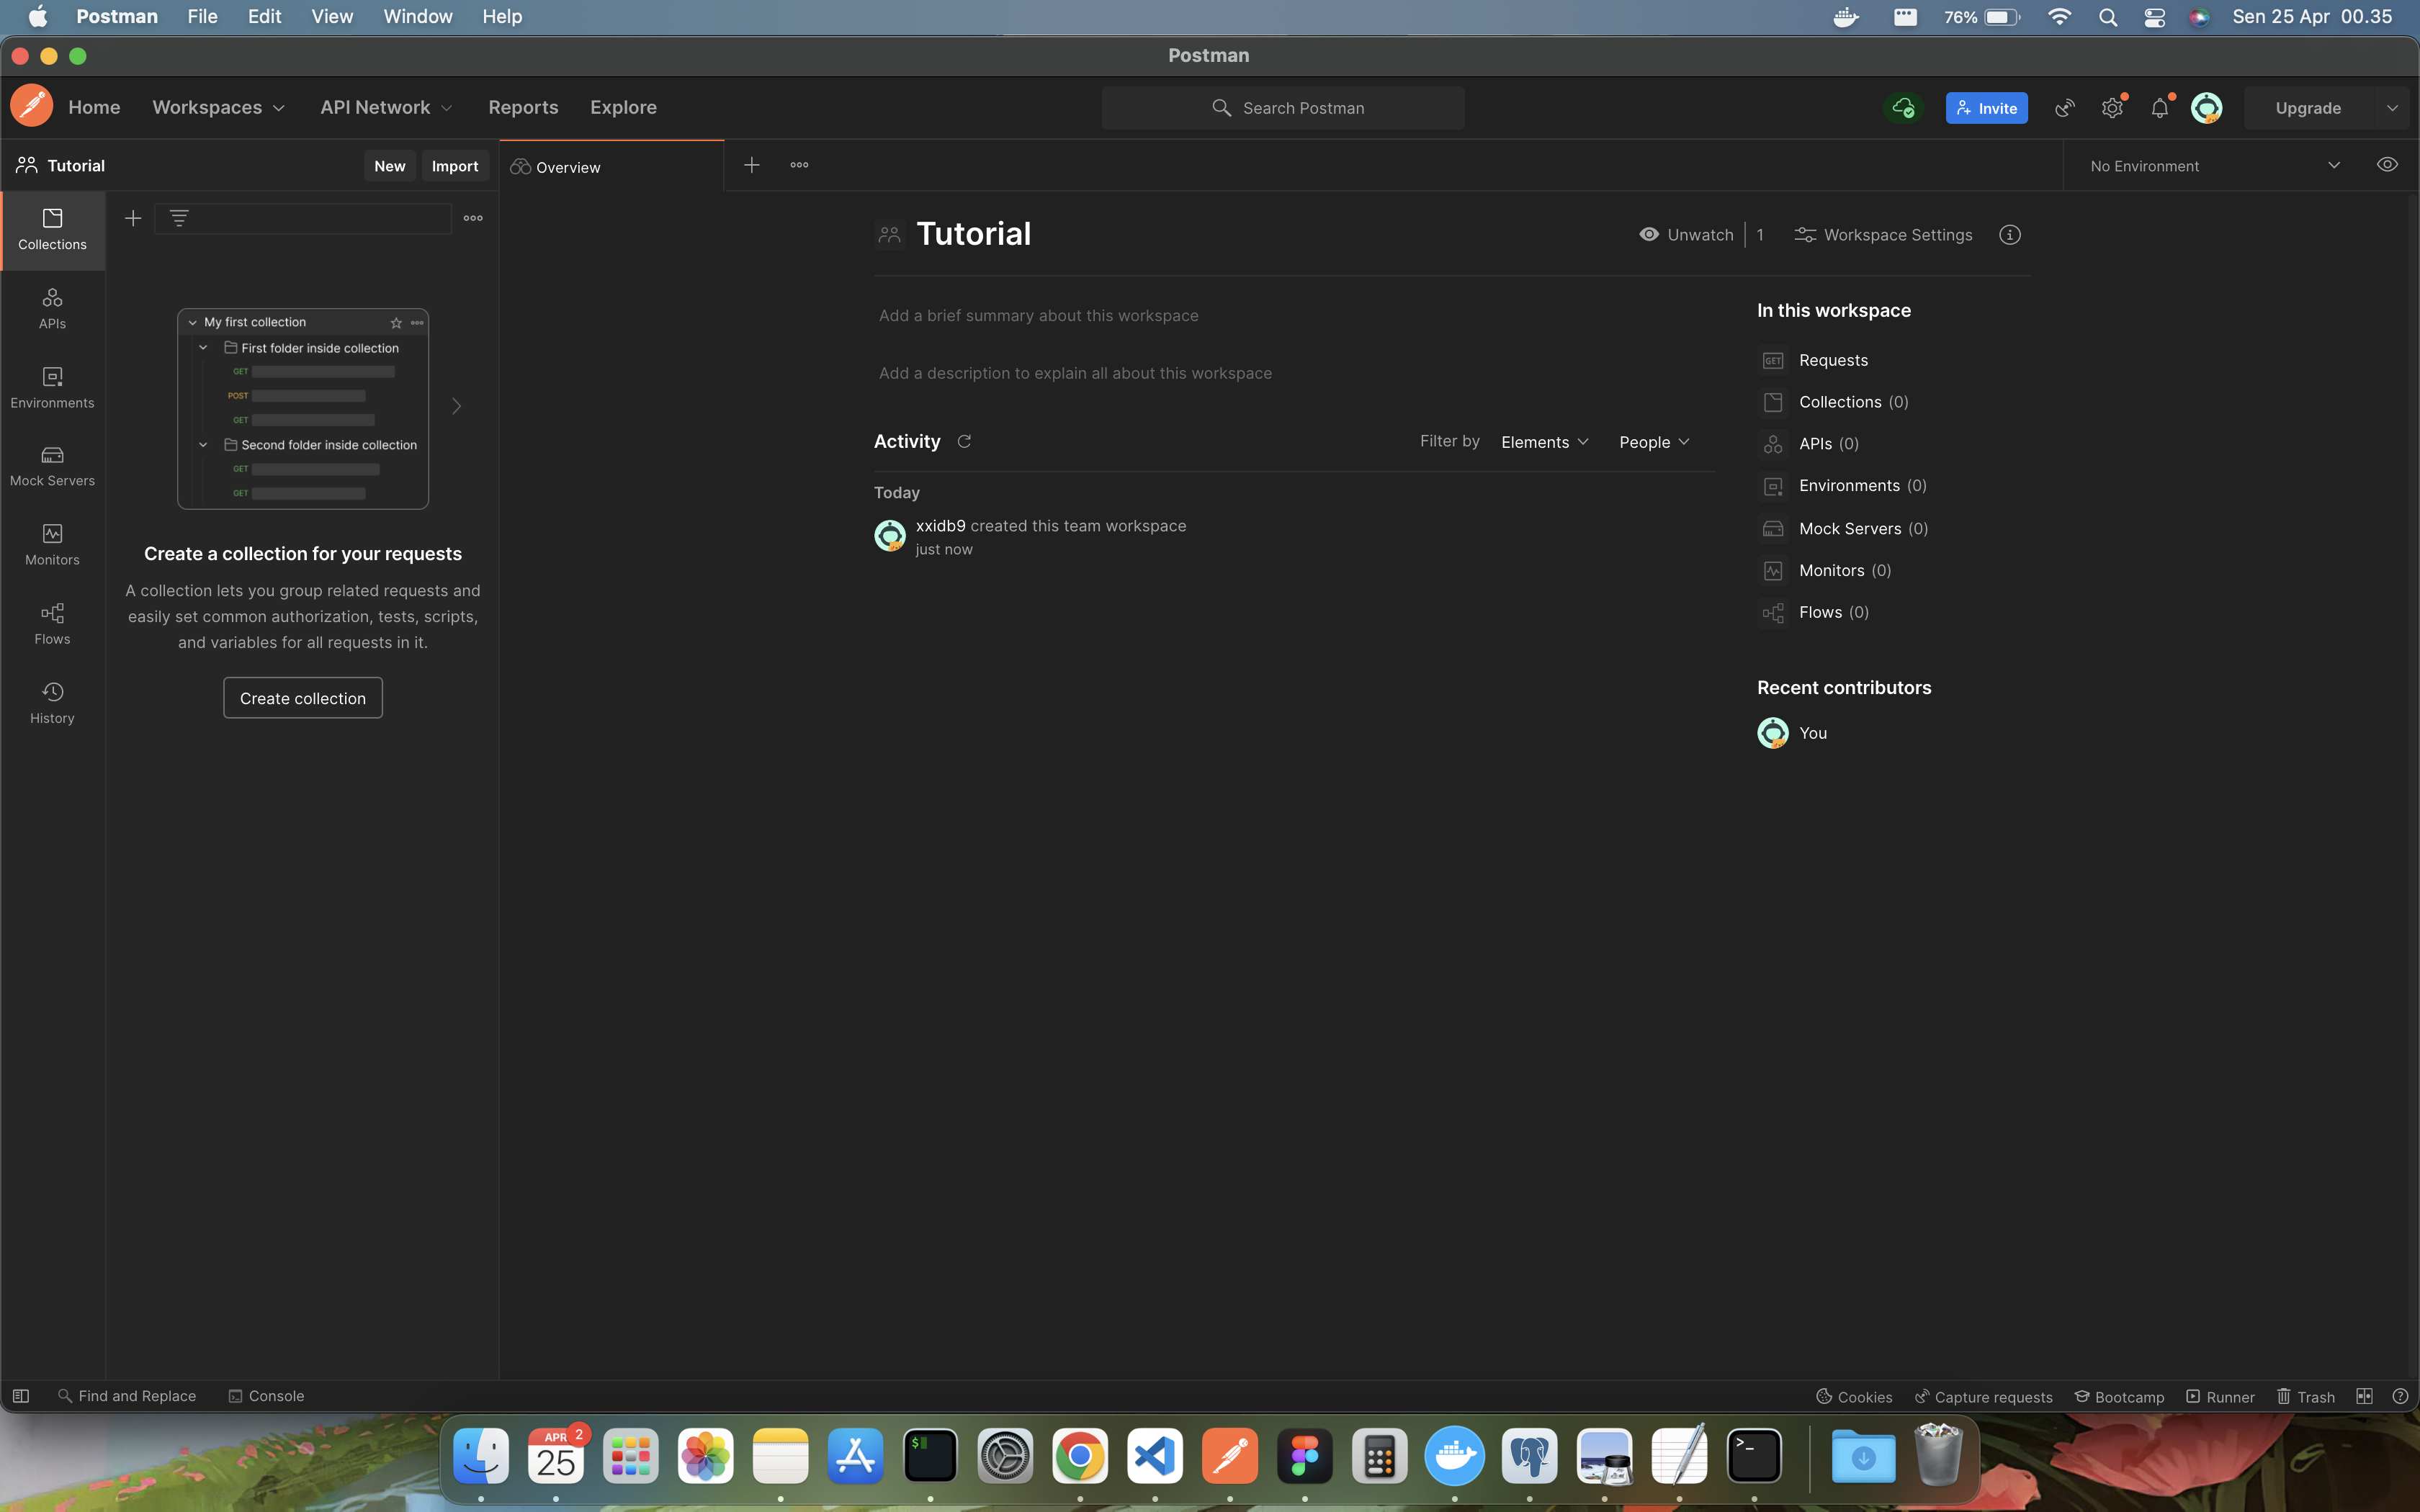 Postman File Edit View Window Help 76% Sen 25 Apr 00.35
Postman
Home Workspaces API Network Reports Explore Search Postman Invite Upgrade
Tutorial New Import Overview No Environment
Collections
APIs
Environments
Mock Servers
Monitors
Flows
History
My first collection
First folder inside collection
GET
POST
GET
Second folder inside collection
GET
GET
Create a collection for your requests
A collection lets you group related requests and
easily set common authorization, tests, scripts,
and variables for all requests in it.
Create collection
Tutorial Unwatch 1 Workspace Settings
Add a brief summary about this workspace
Add a description to explain all about this workspace
Activity Filter by Elements People
Today
xxidb9 created this team workspace
just now
In this workspace
GET Requests
Collections (0)
APIs (0)
Environments (0)
Mock Servers (0)
Monitors (0)
Flows (0)
Recent contributors
You
Find and Replace Console Cookies Capture requests Bootcamp Runner Trash
APR 2
25
$
>_